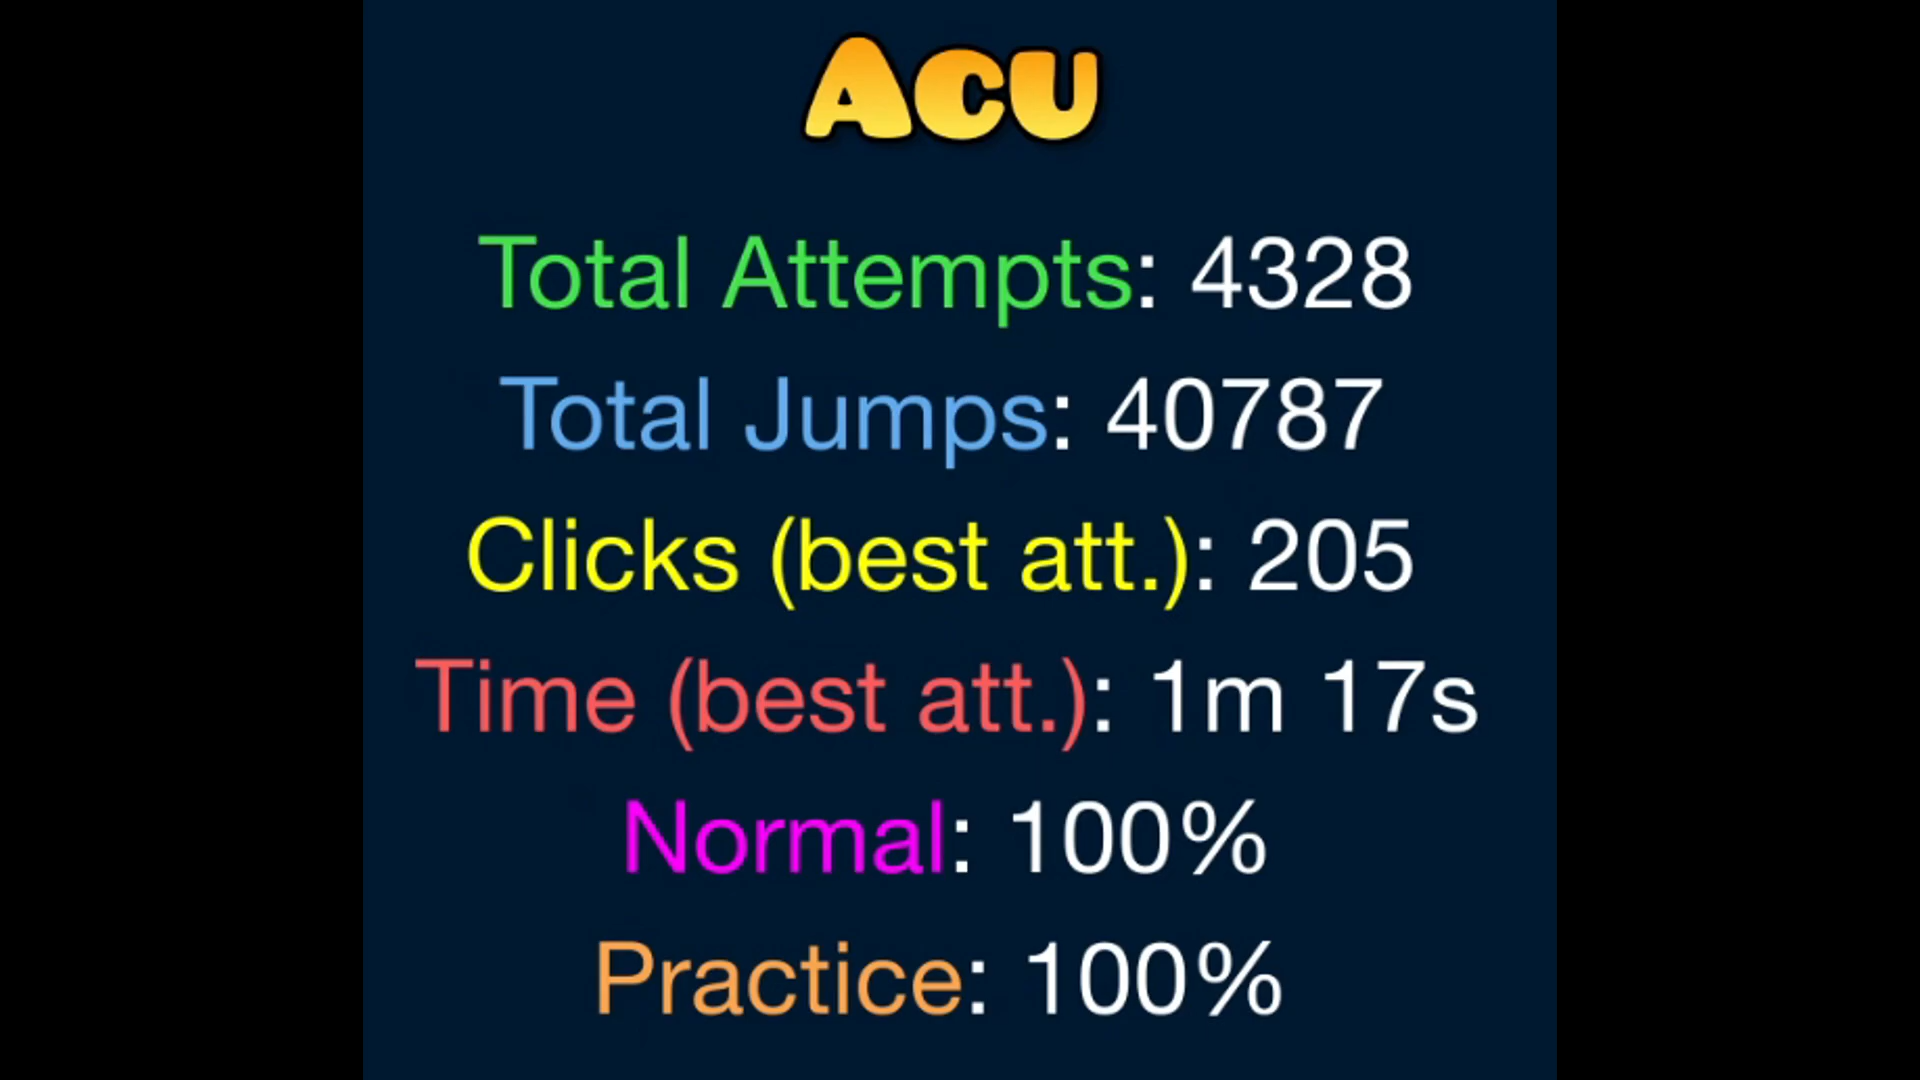 Acu
Total Attempts: 4328
Total Jumps: 40787
Clicks (best att.): 205
Time (best att.): 1m 17s
Normal: 100%
Practice: 100%